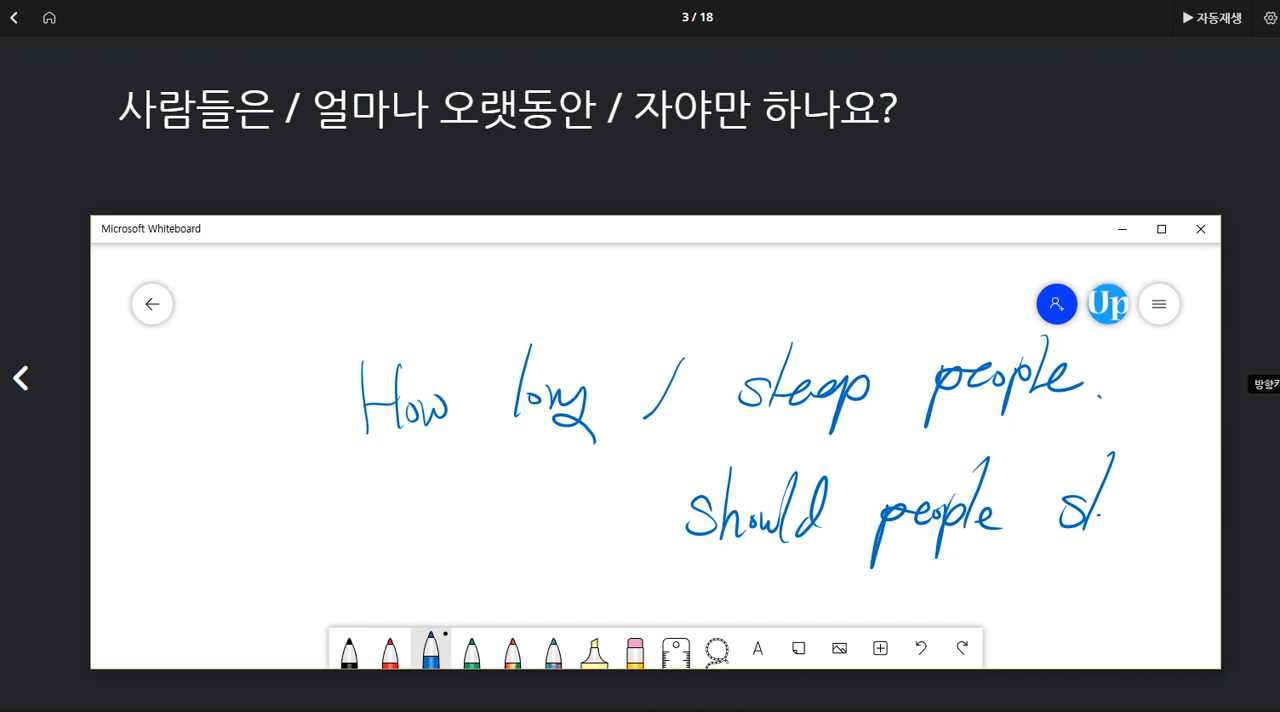 3 / 18
▶ 자동재생
사람들은 / 얼마나 오랫동안 / 자야만 하나요?
Microsoft Whiteboard
Up
How long / sleep people.
should people sl
방향키
A